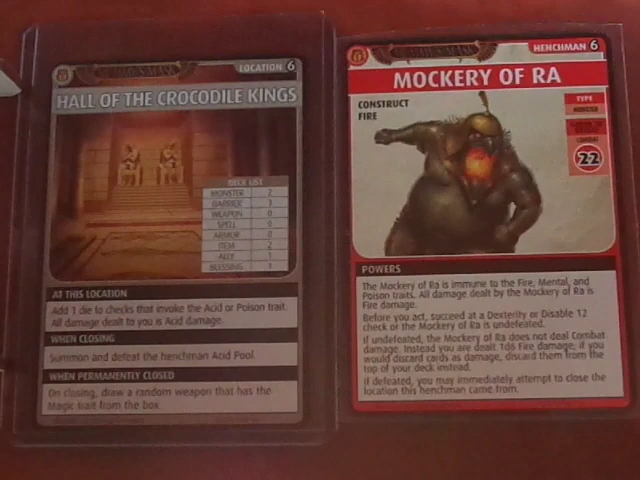 MUMMY'S MASK
LOCATION 6
HALL OF THE CROCODILE KINGS
DECK LIST
MONSTER 2
BARRIER 3
WEAPON 0
SPELL 0
ARMOR 0
ITEM 2
ALLY 1
BLESSING 1
AT THIS LOCATION
Add 1 die to checks that invoke the Acid or Poison trait.
All damage dealt to you is Acid damage.
WHEN CLOSING
Summon and defeat the henchman Acid Pool.
WHEN PERMANENTLY CLOSED
On closing, draw a random weapon that has the
Magic trait from the box.
MUMMY'S MASK
HENCHMAN 6
MOCKERY OF RA
CONSTRUCT
FIRE
TYPE
MONSTER
COMBAT
22
POWERS
The Mockery of Ra is immune to the Fire, Mental, and
Poison traits. All damage dealt by the Mockery of Ra is
Fire damage.
Before you act, succeed at a Dexterity or Disable 12
check or the Mockery of Ra is undefeated.
If undefeated, the Mockery of Ra does not deal Combat
damage. Instead you are dealt 1d6 Fire damage; if you
would discard cards as damage, discard them from the
top of your deck instead.
If defeated, you may immediately attempt to close the
location this henchman came from.